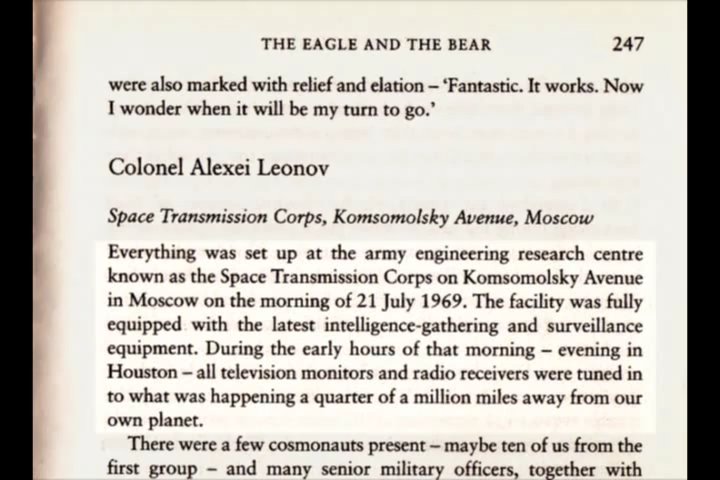 THE EAGLE AND THE BEAR 247
were also marked with relief and elation – ‘Fantastic. It works. Now
I wonder when it will be my turn to go.’
Colonel Alexei Leonov
Space Transmission Corps, Komsomolsky Avenue, Moscow
Everything was set up at the army engineering research centre
known as the Space Transmission Corps on Komsomolsky Avenue
in Moscow on the morning of 21 July 1969. The facility was fully
equipped with the latest intelligence-gathering and surveillance
equipment. During the early hours of that morning – evening in
Houston – all television monitors and radio receivers were tuned in
to what was happening a quarter of a million miles away from our
own planet.
There were a few cosmonauts present – maybe ten of us from the
first group – and many senior military officers, together with